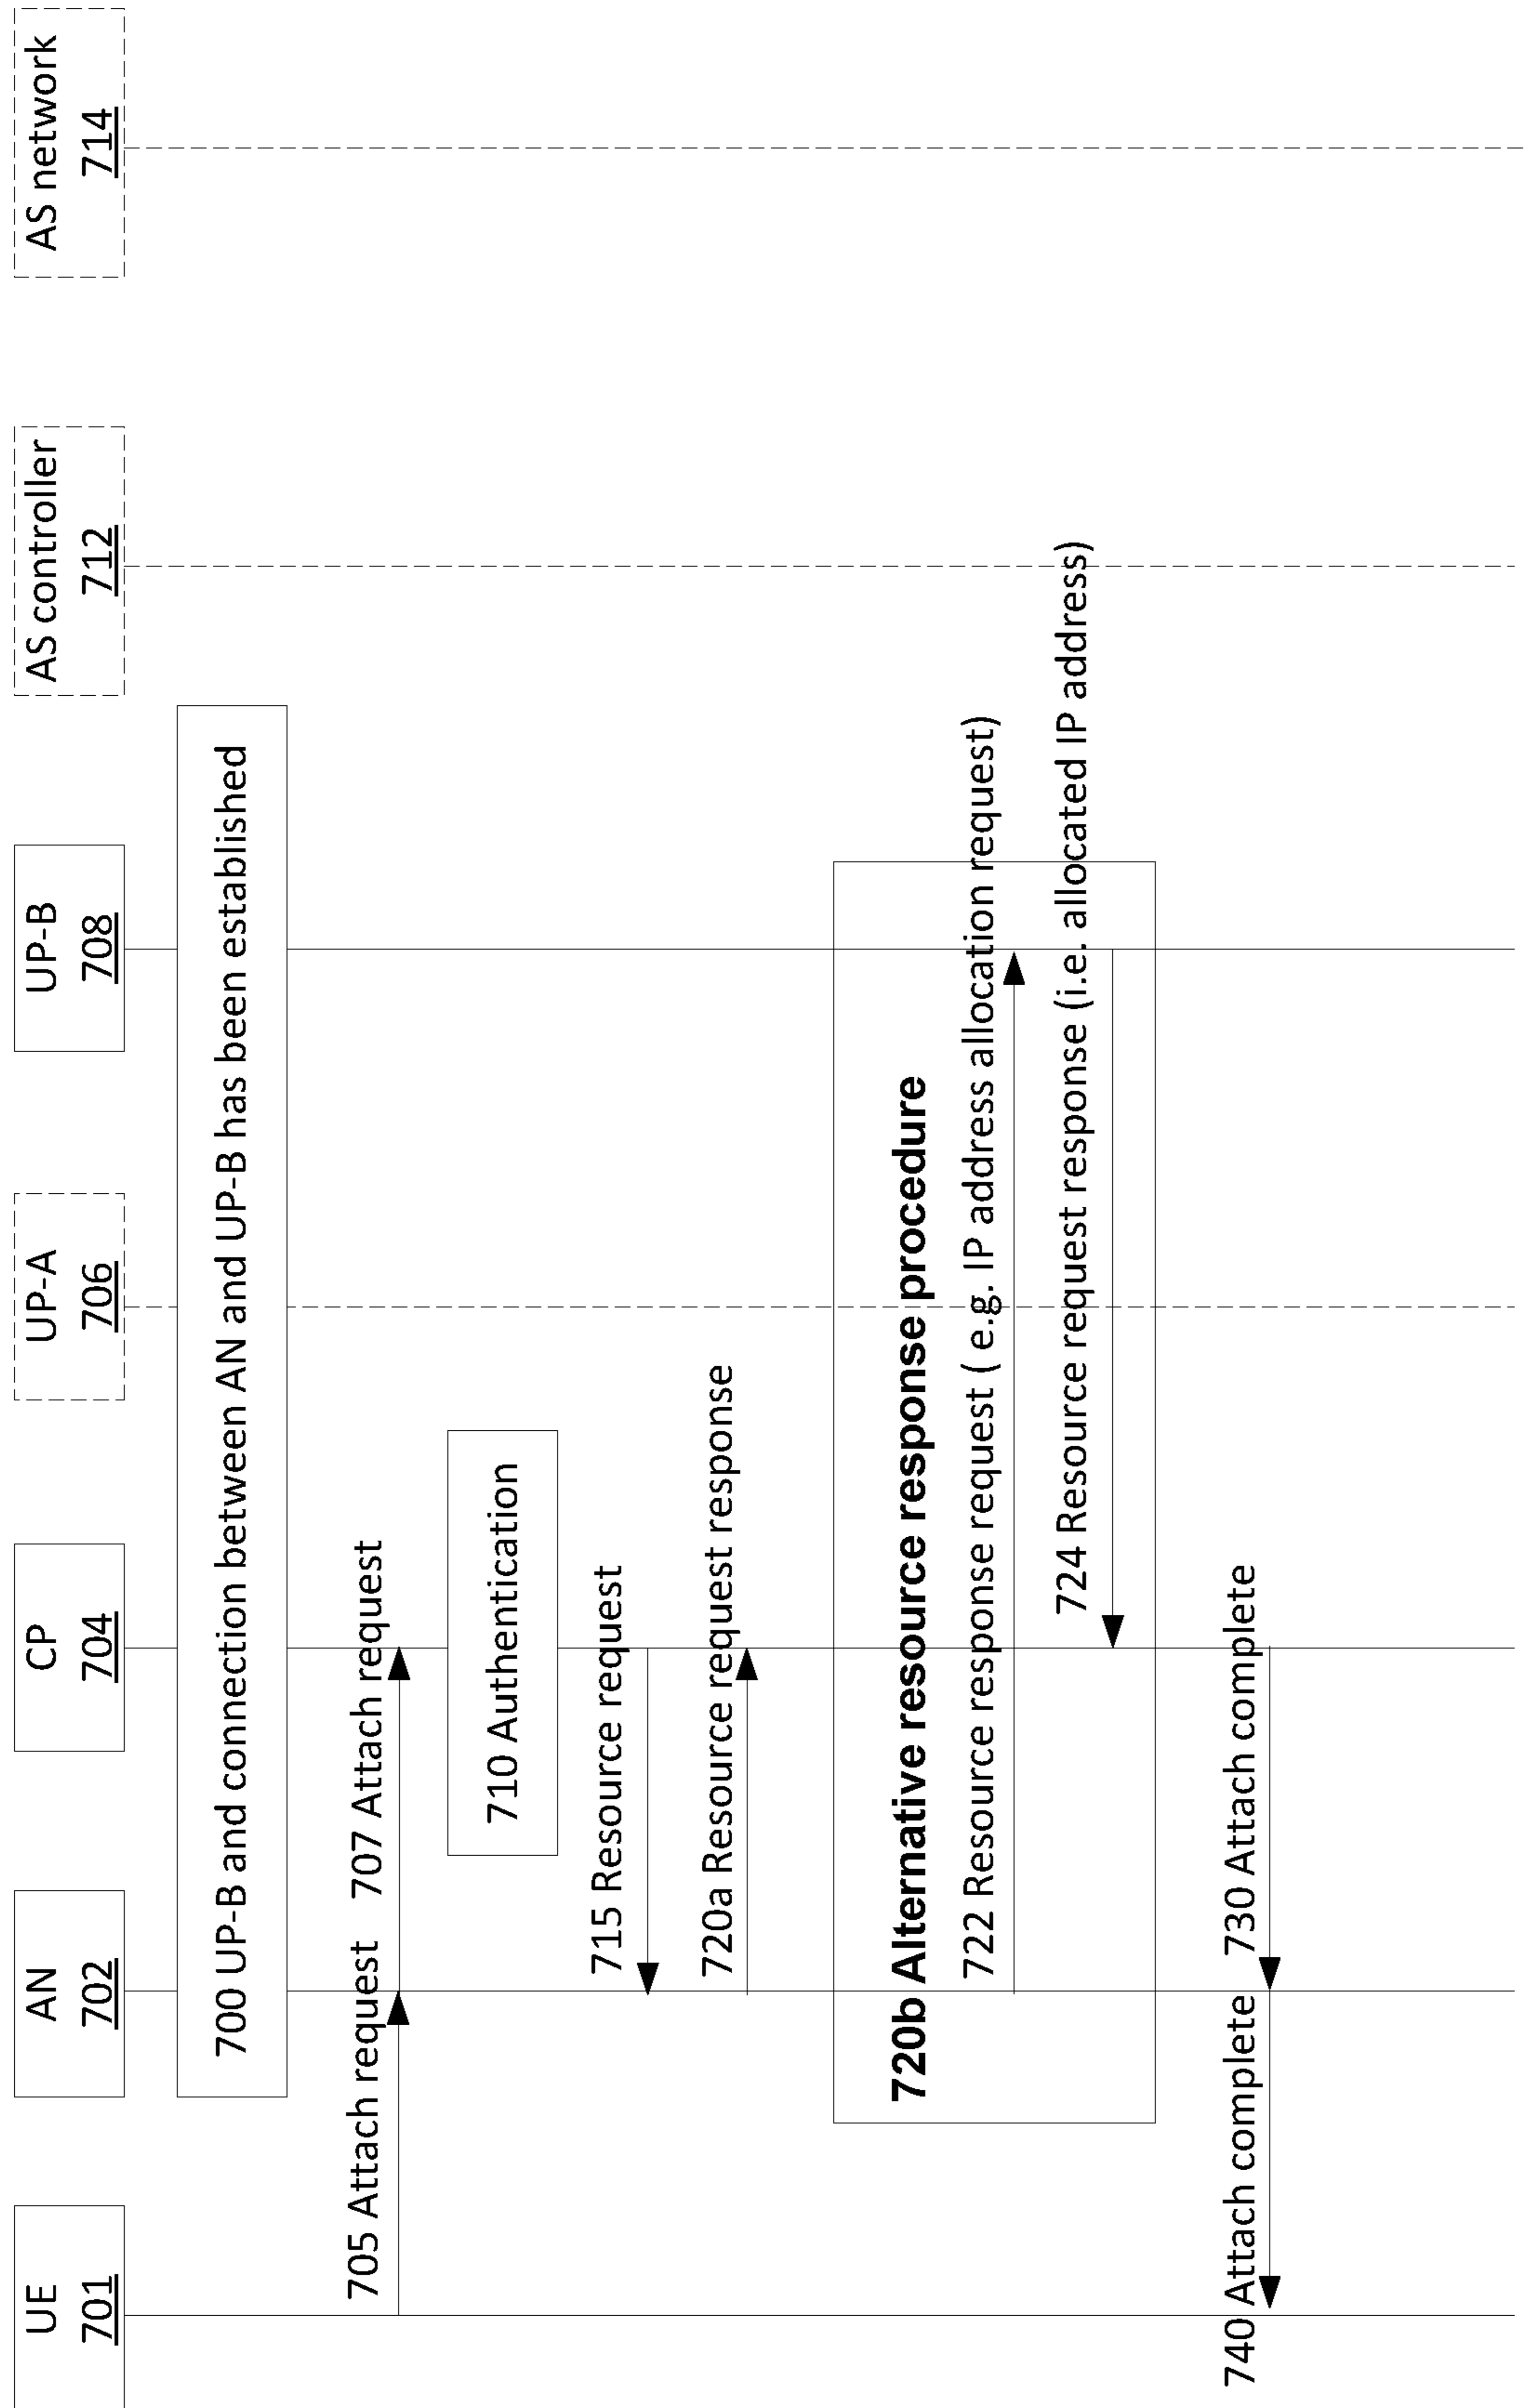 UE
701
AN
702
CP
704
UP-A
706
UP-B
708
AS controller
712
AS network
714
700 UP-B and connection between AN and UP-B has been established
705 Attach request
707 Attach request
710 Authentication
715 Resource request
720a Resource request response
720b Alternative resource response procedure
722 Resource response request ( e.g. IP address allocation request)
724 Resource request response (i.e. allocated IP address)
730 Attach complete
740 Attach complete